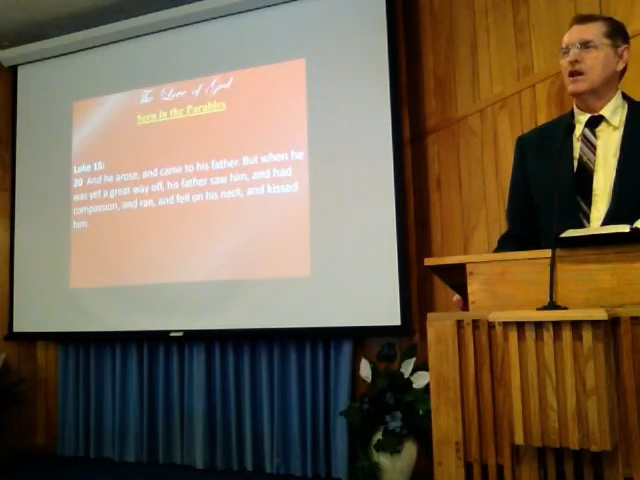 The Love of God
Seen in the Parables
Luke 15:
20 And he arose, and came to his father. But when he
was yet a great way off, his father saw him, and had
compassion, and ran, and fell on his neck, and kissed
him.